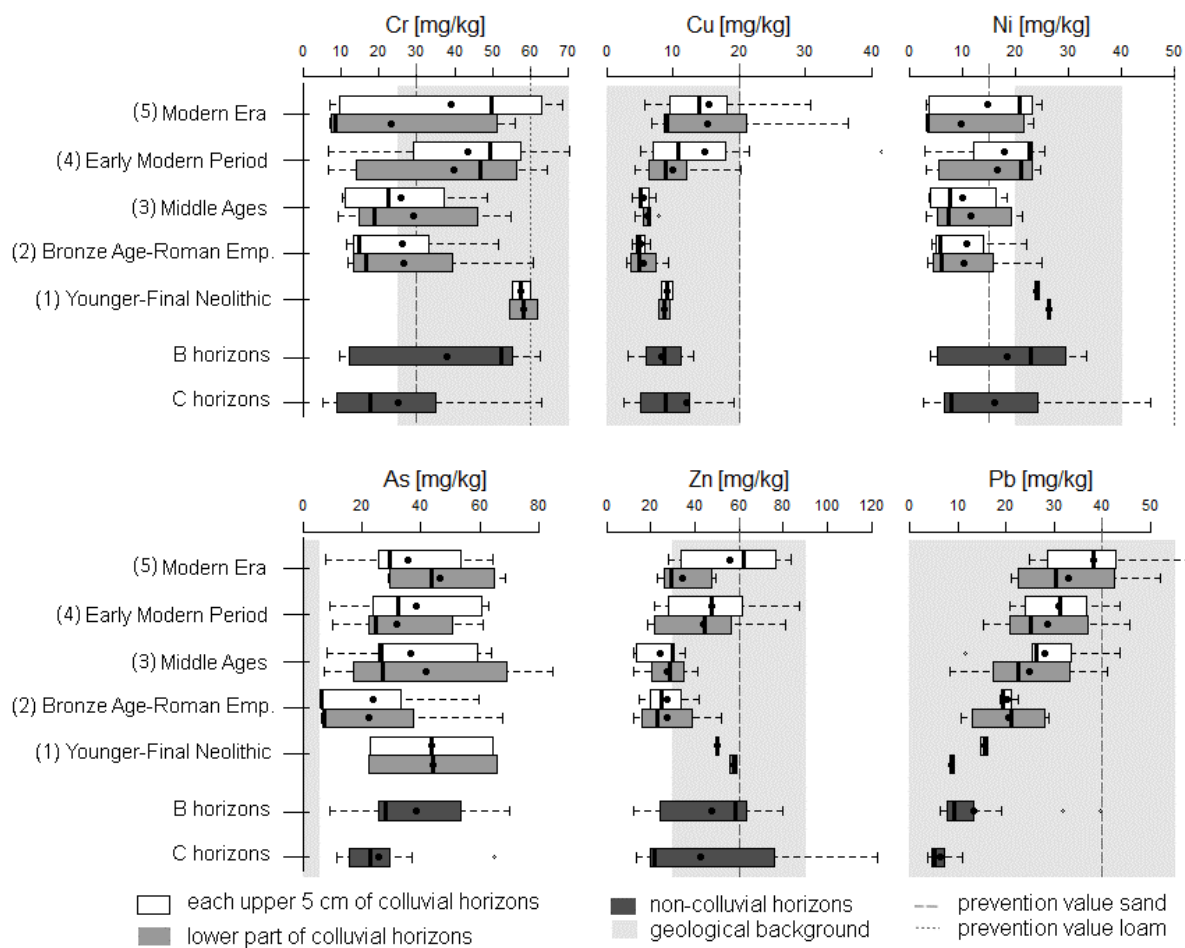 Cr [mg/kg] Cu [mg/kg] Ni [mg/kg]
0 10 20 30 40 50 60 70 0 10 20 30 40 0 10 20 30 40 50
(5) Modern Era
(4) Early Modern Period
(3) Middle Ages
(2) Bronze Age-Roman Emp.
(1) Younger-Final Neolithic
B horizons
C horizons
As [mg/kg] Zn [mg/kg] Pb [mg/kg]
0 20 40 60 80 0 20 40 60 80 100 120 0 10 20 30 40 50
(5) Modern Era
(4) Early Modern Period
(3) Middle Ages
(2) Bronze Age-Roman Emp.
(1) Younger-Final Neolithic
B horizons
C horizons
each upper 5 cm of colluvial horizons non-colluvial horizons prevention value sand
lower part of colluvial horizons geological background prevention value loam